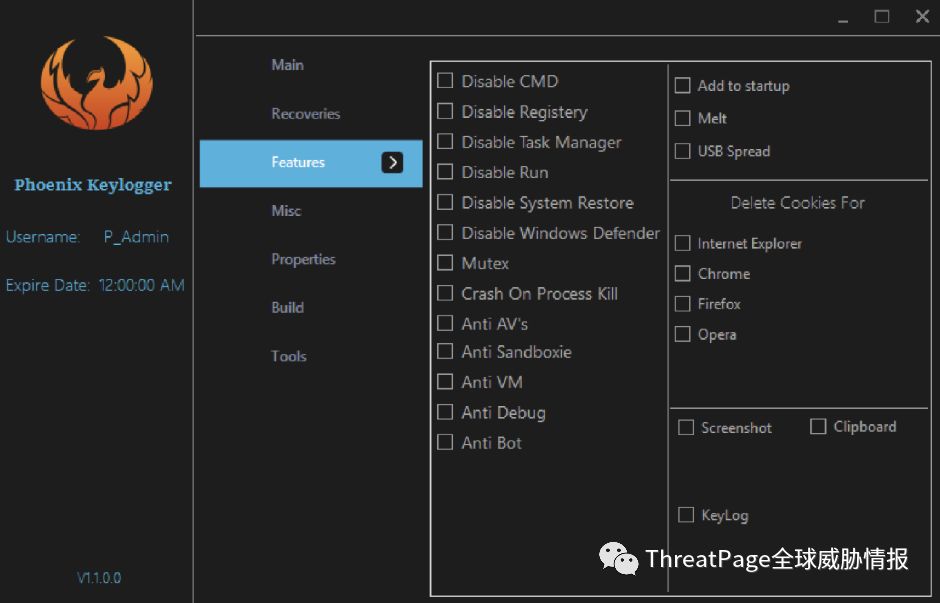 Phoenix Keylogger
Username: P_Admin
Expire Date: 12:00:00 AM
V1.1.0.0
Main
Recoveries
Features
Misc
Properties
Build
Tools
Disable CMD
Disable Registery
Disable Task Manager
Disable Run
Disable System Restore
Disable Windows Defender
Mutex
Crash On Process Kill
Anti AV's
Anti Sandboxie
Anti VM
Anti Debug
Anti Bot
Add to startup
Melt
USB Spread
Delete Cookies For
Internet Explorer
Chrome
Firefox
Opera
Screenshot
Clipboard
KeyLog
ThreatPage全球威胁情报